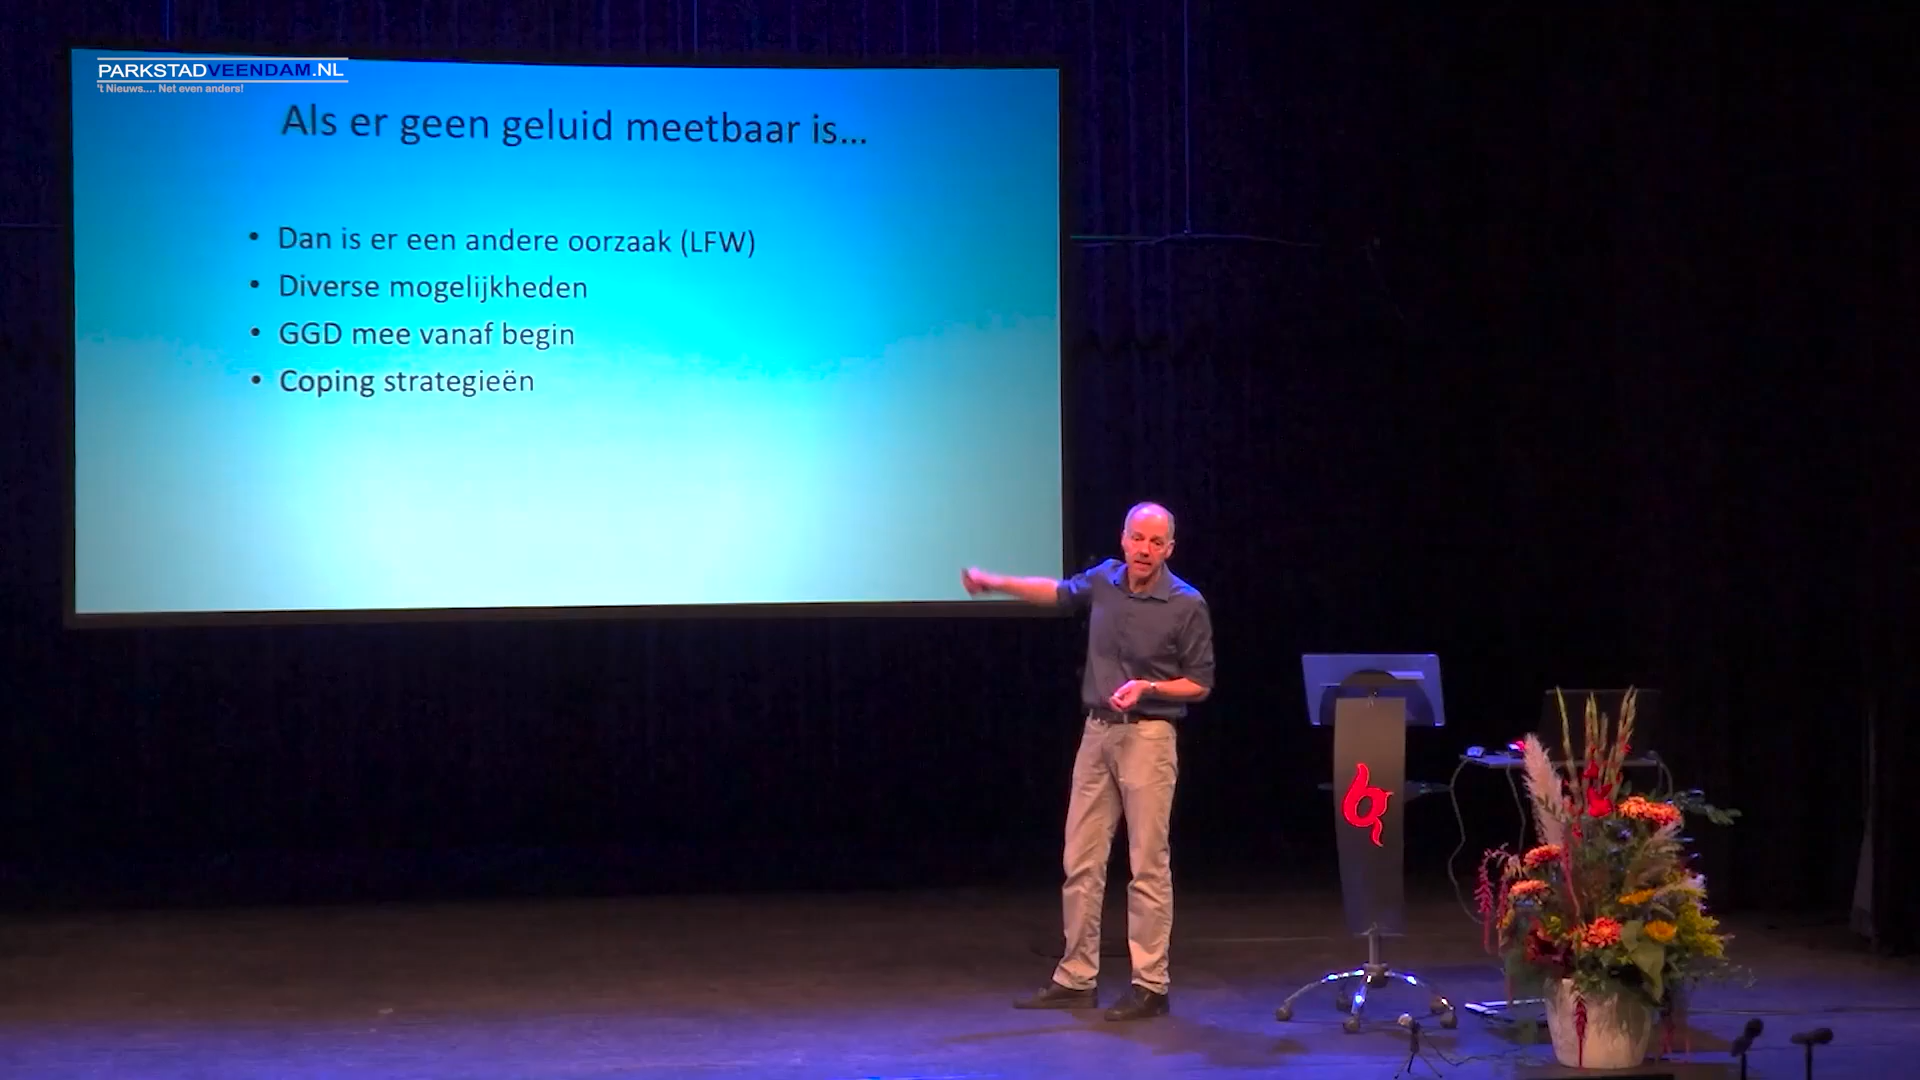 PARKSTADVEENDAM.NL
't Nieuws.... Net even anders!
Als er geen geluid meetbaar is...
• Dan is er een andere oorzaak (LFW)
• Diverse mogelijkheden
• GGD mee vanaf begin
• Coping strategieën